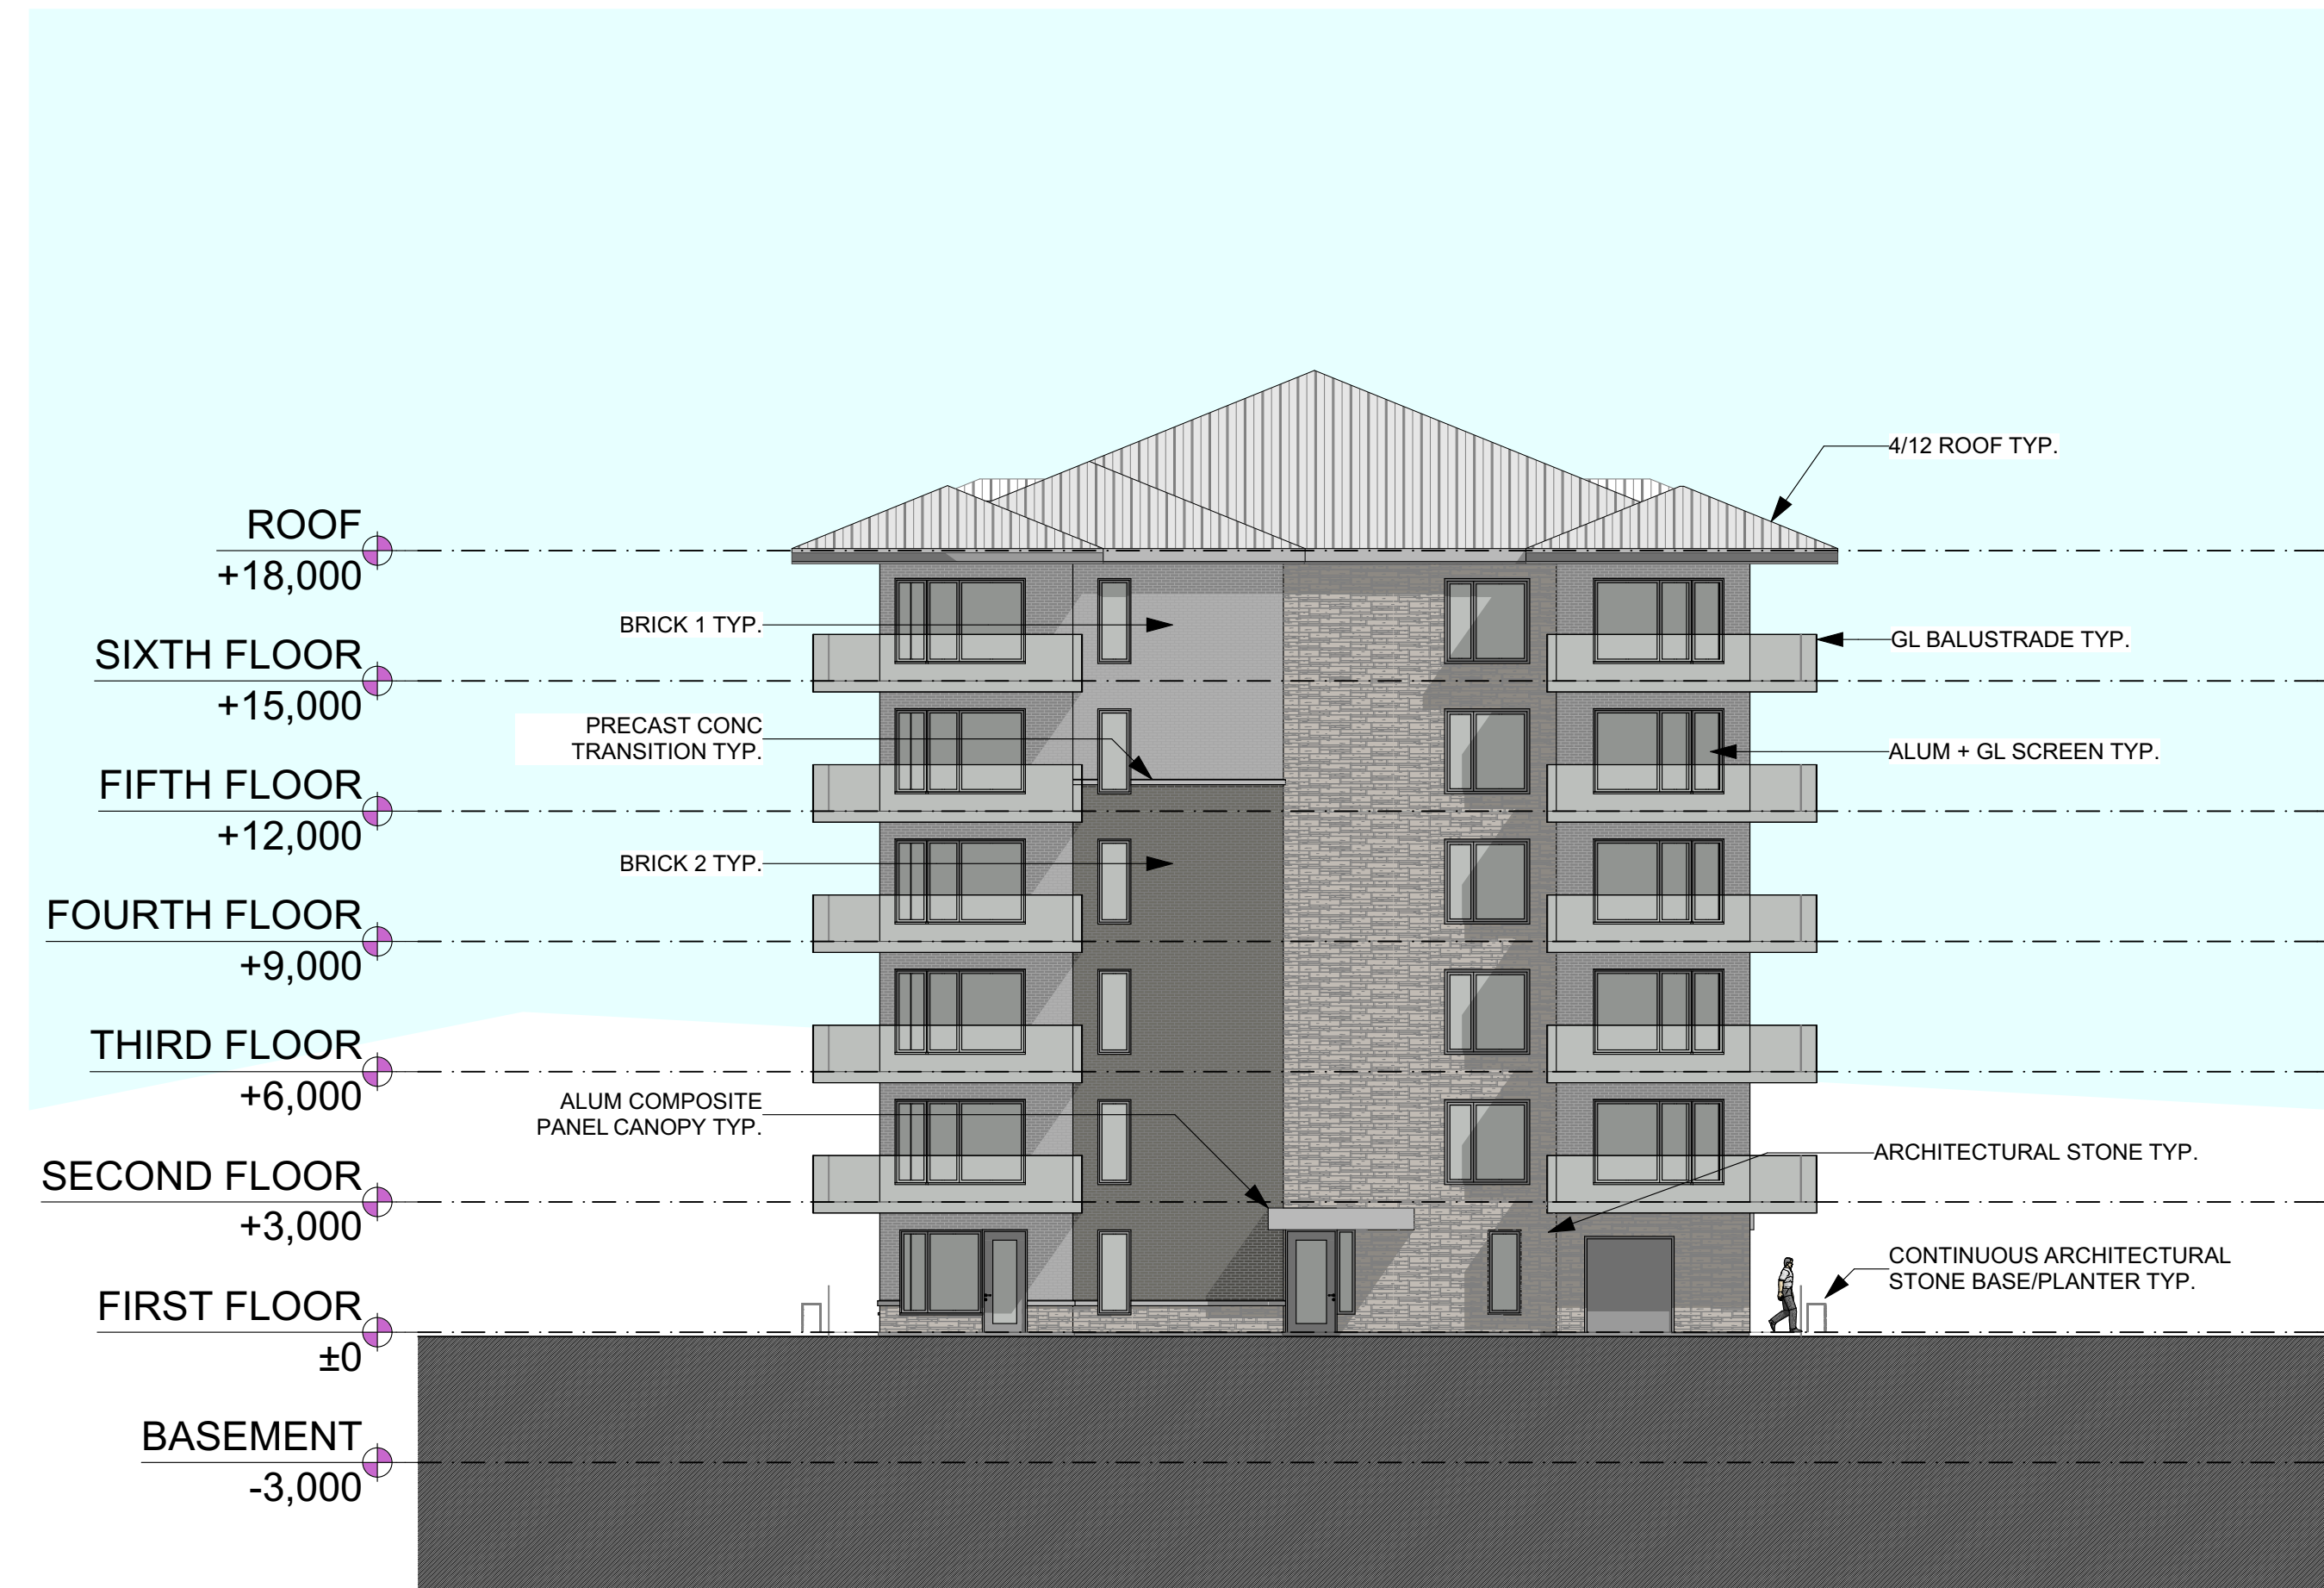 ROOF
+18,000
SIXTH FLOOR
+15,000
FIFTH FLOOR
+12,000
FOURTH FLOOR
+9,000
THIRD FLOOR
+6,000
SECOND FLOOR
+3,000
FIRST FLOOR
±0
BASEMENT
-3,000
BRICK 1 TYP.
PRECAST CONC
TRANSITION TYP.
BRICK 2 TYP.
ALUM COMPOSITE
PANEL CANOPY TYP.
4/12 ROOF TYP.
GL BALUSTRADE TYP.
ALUM + GL SCREEN TYP.
ARCHITECTURAL STONE TYP.
CONTINUOUS ARCHITECTURAL
STONE BASE/PLANTER TYP.